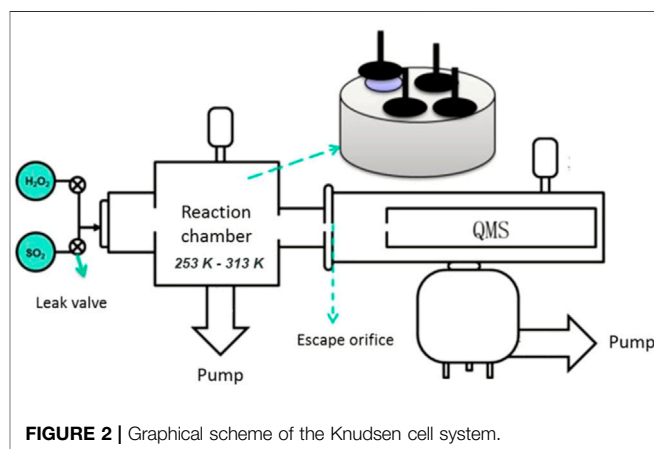 H₂O₂
SO₂
Leak valve
Reaction
chamber
253 K - 313 K
Pump
Escape orifice
QMS
Pump
FIGURE 2 | Graphical scheme of the Knudsen cell system.